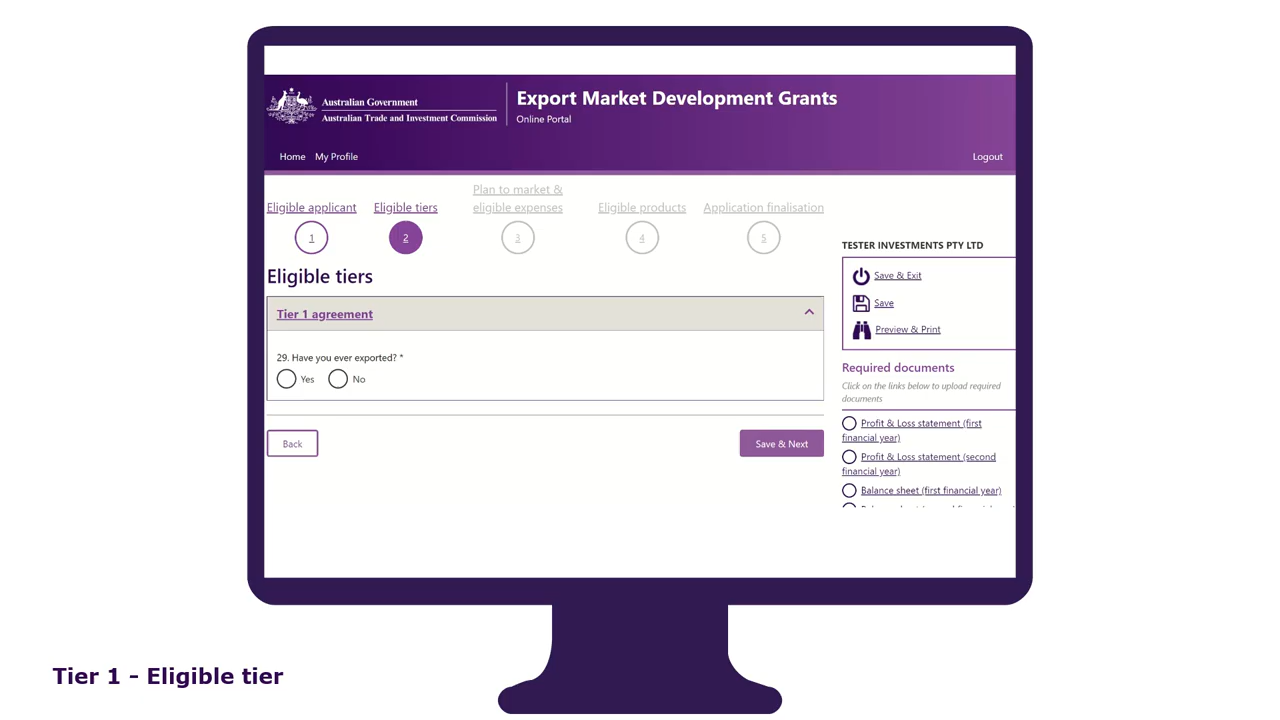 Australian Government
Australian Trade and Investment Commission
Export Market Development Grants
Online Portal
Home My Profile Logout
Eligible applicant
Eligible tiers
Plan to market &
eligible expenses
Eligible products
Application finalisation
1 2 3 4 5
Eligible tiers
Tier 1 agreement
29. Have you ever exported? *
Yes No
Back Save & Next
TESTER INVESTMENTS PTY LTD
Save & Exit
Save
Preview & Print
Required documents
Click on the links below to upload required
documents
Profit & Loss statement (first
financial year)
Profit & Loss statement (second
financial year)
Balance sheet (first financial year)
Tier 1 - Eligible tier